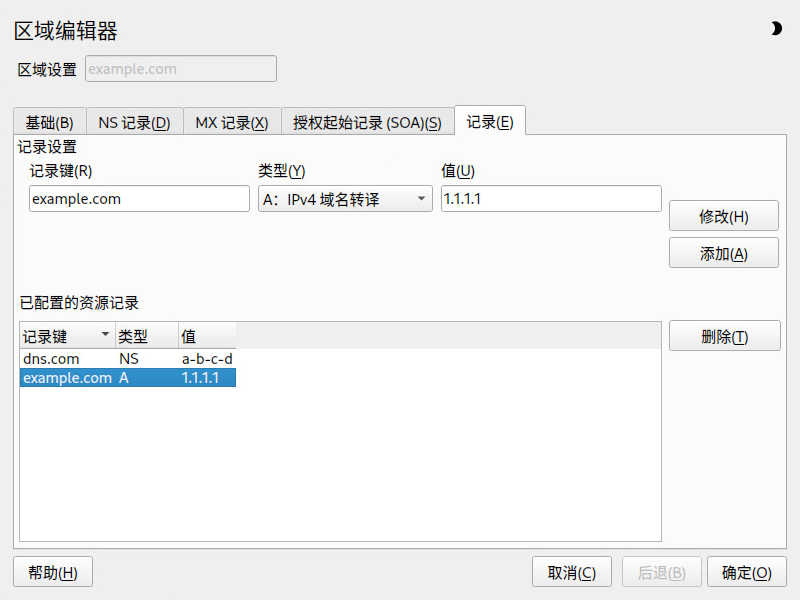 区域编辑器
区域设置 example.com
基础(B) NS 记录(D) MX 记录(X) 授权起始记录 (SOA)(S) 记录(E)
记录设置
记录键(R) 类型(Y) 值(U)
example.com A：IPv4 域名转译 1.1.1.1
修改(H)
添加(A)
已配置的资源记录
记录键 类型 值
删除(T)
dns.com NS a-b-c-d
example.com A 1.1.1.1
帮助(H) 取消(C) 后退(B) 确定(O)